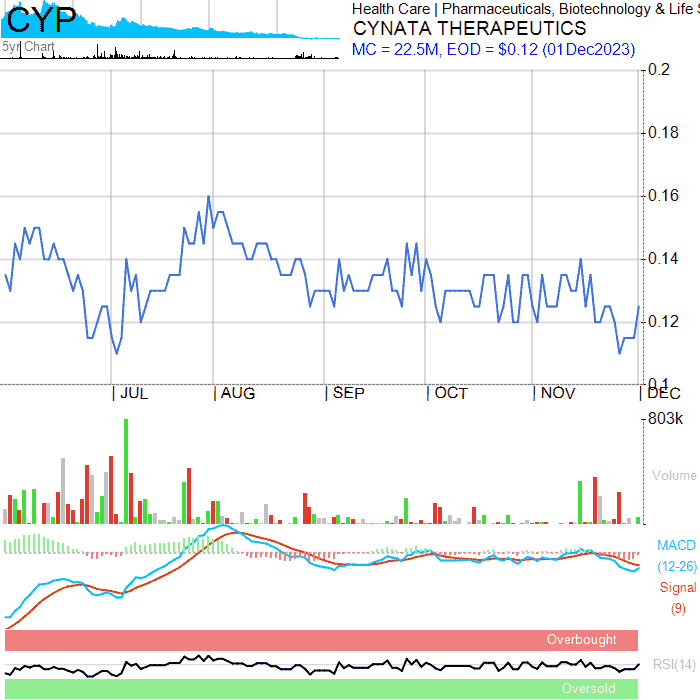 CYP
5yr Chart
Health Care | Pharmaceuticals, Biotechnology & Life S
CYNATA THERAPEUTICS
MC = 22.5M, EOD = $0.12 (01Dec2023)
0.2
0.18
0.16
0.14
0.12
0.1
JUL
AUG
SEP
OCT
NOV
DEC
803k
Volume
MACD
(12-26)
Signal
(9)
Overbought
RSI(14)
Oversold